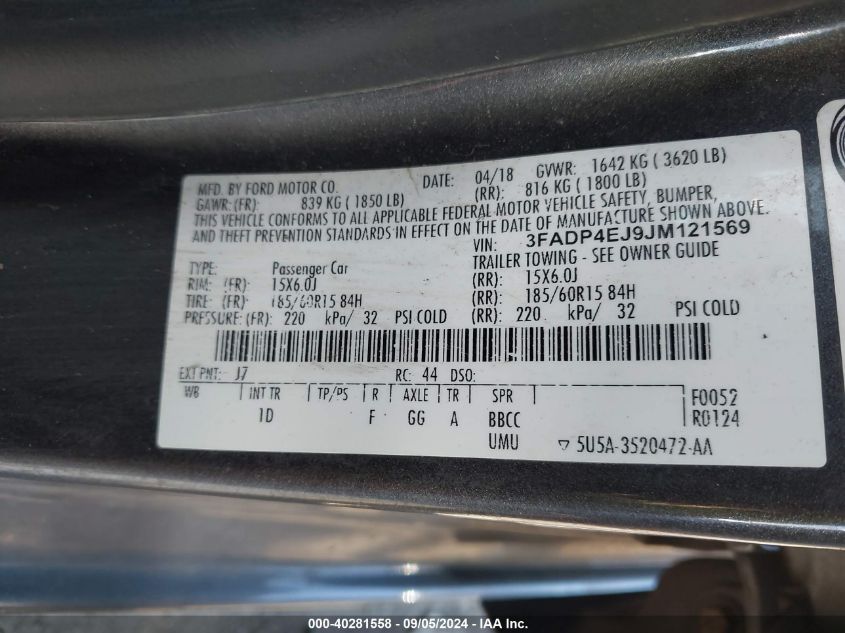 MFD. BY FORD MOTOR CO. DATE: 04/18 GVWR: 1642 KG ( 3620 LB)
GAWR: (FR): 839 KG ( 1850 LB) (RR): 816 KG ( 1800 LB)
THIS VEHICLE CONFORMS TO ALL APPLICABLE FEDERAL MOTOR VEHICLE SAFETY, BUMPER,
AND THEFT PREVENTION STANDARDS IN EFFECT ON THE DATE OF MANUFACTURE SHOWN ABOVE.
VIN: 3FADP4EJ9JM121569
TYPE: Passenger Car TRAILER TOWING - SEE OWNER GUIDE
RIM: (FR): 15X6.0J (RR): 15X6.0J
TIRE: (FR): 185/60R15 84H (RR): 185/60R15 84H
PRESSURE: (FR): 220 kPa/ 32 PSI COLD (RR): 220 kPa/ 32 PSI COLD
EXT PNT: J7 RC: 44 DSO:
WB INT TR TP/PS R AXLE TR SPR F0052
1D F GG A BBCC R0124
UMU ▽ 5U5A-3520472-AA
000-40281558 - 09/05/2024 - IAA Inc.